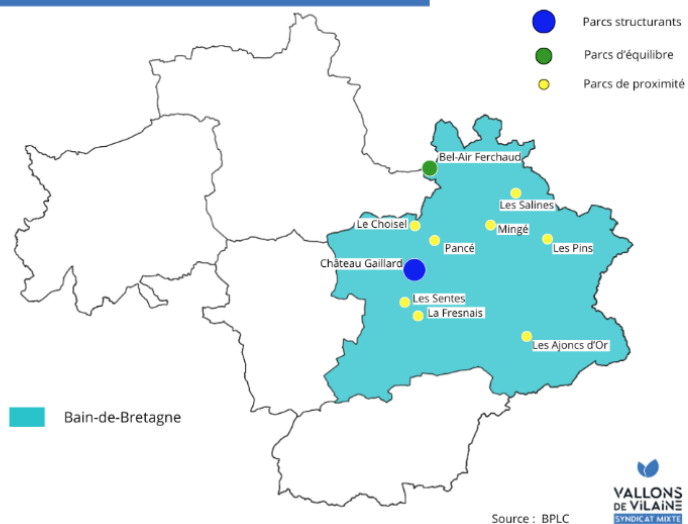 Parcs structurants
Parcs d'équilibre
Parcs de proximité
Bel-Air Ferchaud
Les Salines
Le Choisel
Mingé
Pancé
Les Pins
Château Gaillard
Les Sentes
La Fresnais
Les Ajoncs d'Or
Bain-de-Bretagne
VALLONS
DE VILAINE
SYNDICAT MIXTE
Source : BPLC